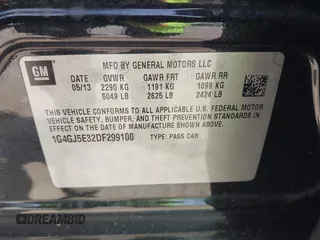 GM
MFD BY GENERAL MOTORS LLC
DATE GVWR GAWR FRT GAWR RR
05/13 2290 KG 1191 KG 1099 KG
5049 LB 2625 LB 2424 LB
THIS VEHICLE CONFORMS TO ALL APPLICABLE U.S. FEDERAL MOTOR
VEHICLE SAFETY, BUMPER, AND THEFT PREVENTION STANDARDS
IN EFFECT ON THE DATE OF MANUFACTURE SHOWN ABOVE.
1G4GJ5E32DF299100 TYPE: PASS CAR
DREAMBID